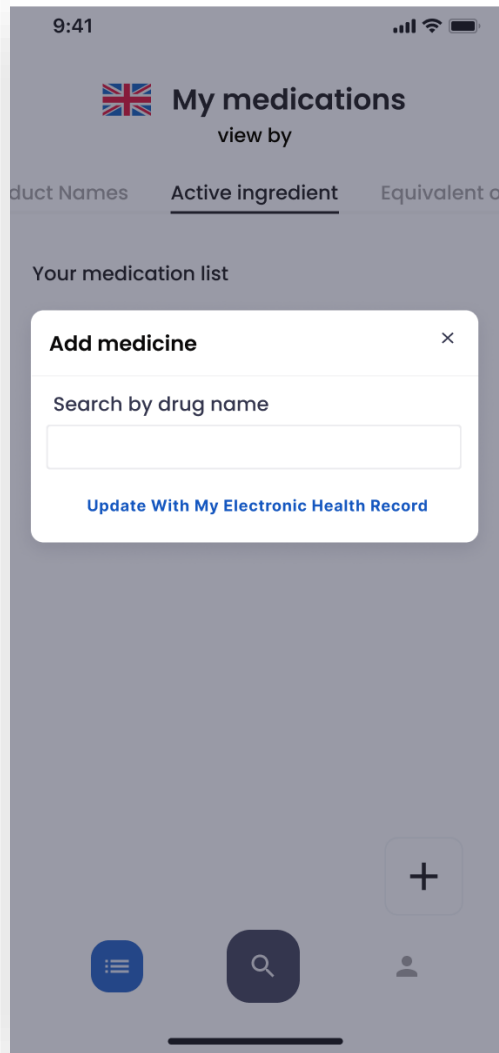 9:41
My medications
view by
duct Names Active ingredient Equivalent o
Your medication list
Add medicine
Search by drug name
Update With My Electronic Health Record